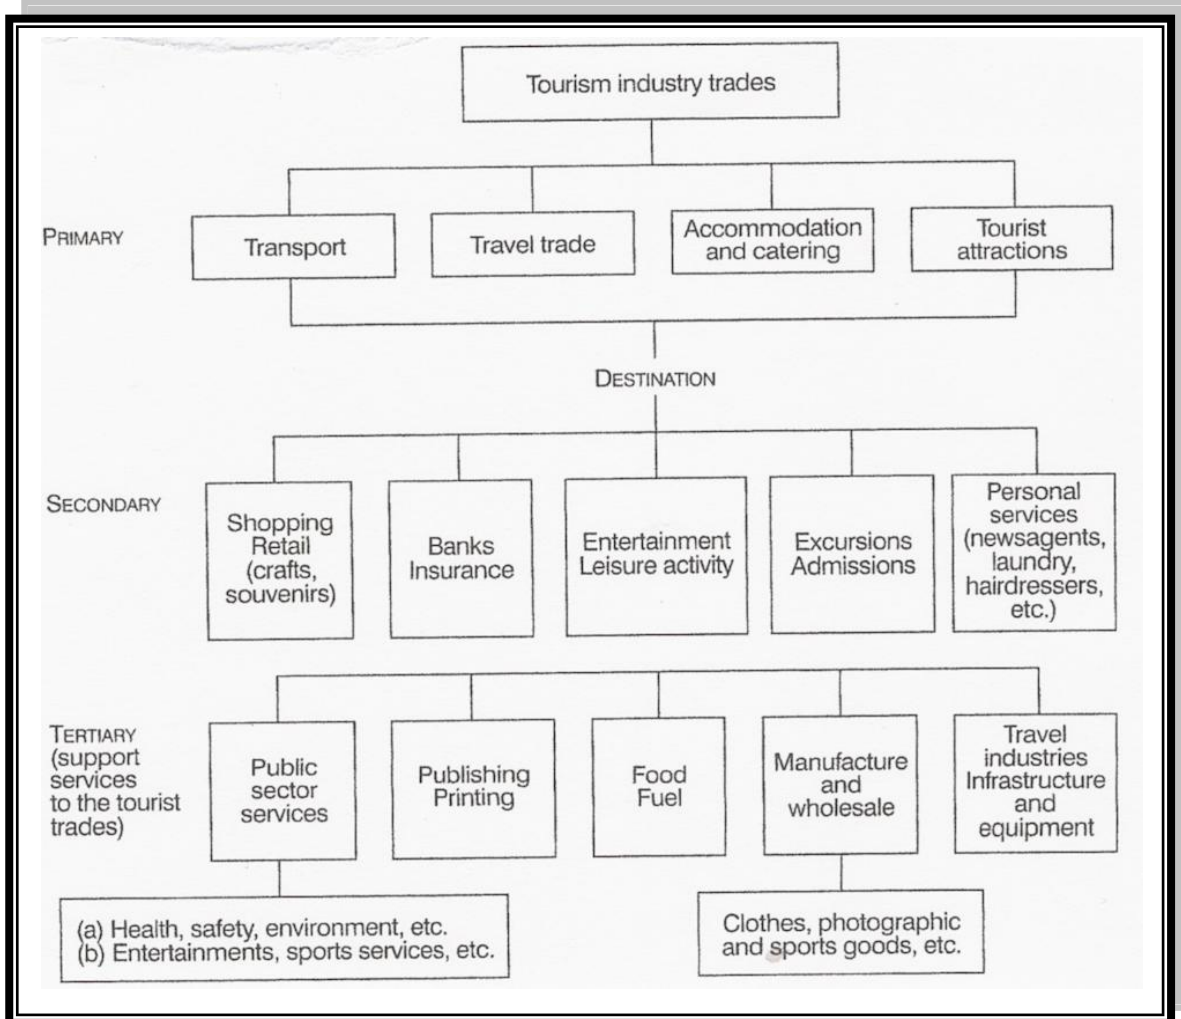 Tourism industry trades
PRIMARY
Transport
Travel trade
Accommodation
and catering
Tourist
attractions
DESTINATION
SECONDARY
Shopping
Retail
(crafts,
souvenirs)
Banks
Insurance
Entertainment
Leisure activity
Excursions
Admissions
Personal
services
(newsagents,
laundry,
hairdressers,
etc.)
TERTIARY
(support
services
to the tourist
trades)
Public
sector
services
Publishing
Printing
Food
Fuel
Manufacture
and
wholesale
Travel
industries
Infrastructure
and
equipment
(a) Health, safety, environment, etc.
(b) Entertainments, sports services, etc.
Clothes, photographic
and sports goods, etc.